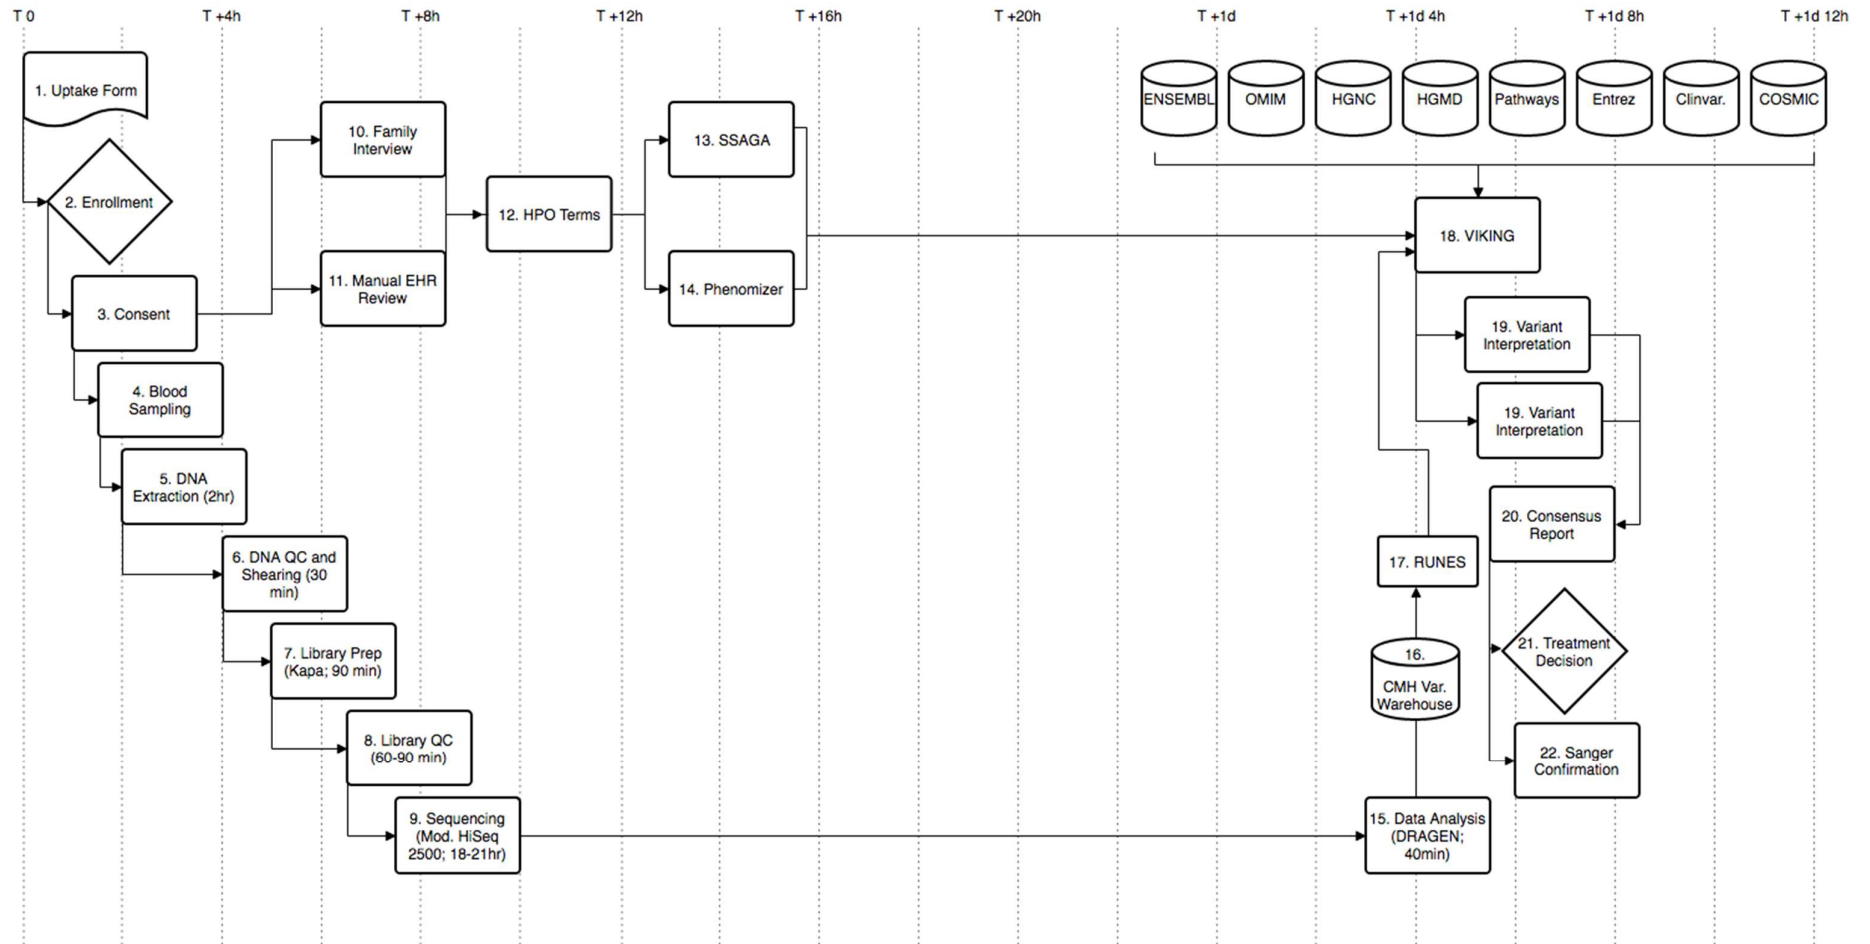 T 0
T +4h
T +8h
T +12h
T +16h
T +20h
T +1d
T +1d 4h
T +1d 8h
T +1d 12h
1. Uptake Form
2. Enrollment
3. Consent
4. Blood
Sampling
5. DNA
Extraction (2hr)
6. DNA QC and
Shearing (30
min)
7. Library Prep
(Kapa; 90 min)
8. Library QC
(60-90 min)
9. Sequencing
(Mod. HiSeq
2500; 18-21hr)
10. Family
Interview
11. Manual EHR
Review
12. HPO Terms
13. SSAGA
14. Phenomizer
ENSEMBL
OMIM
HGNC
HGMD
Pathways
Entrez
Clinvar.
COSMIC
18. VIKING
19. Variant
Interpretation
19. Variant
Interpretation
20. Consensus
Report
17. RUNES
21. Treatment
Decision
16.
CMH Var.
Warehouse
22. Sanger
Confirmation
15. Data Analysis
(DRAGEN;
40min)